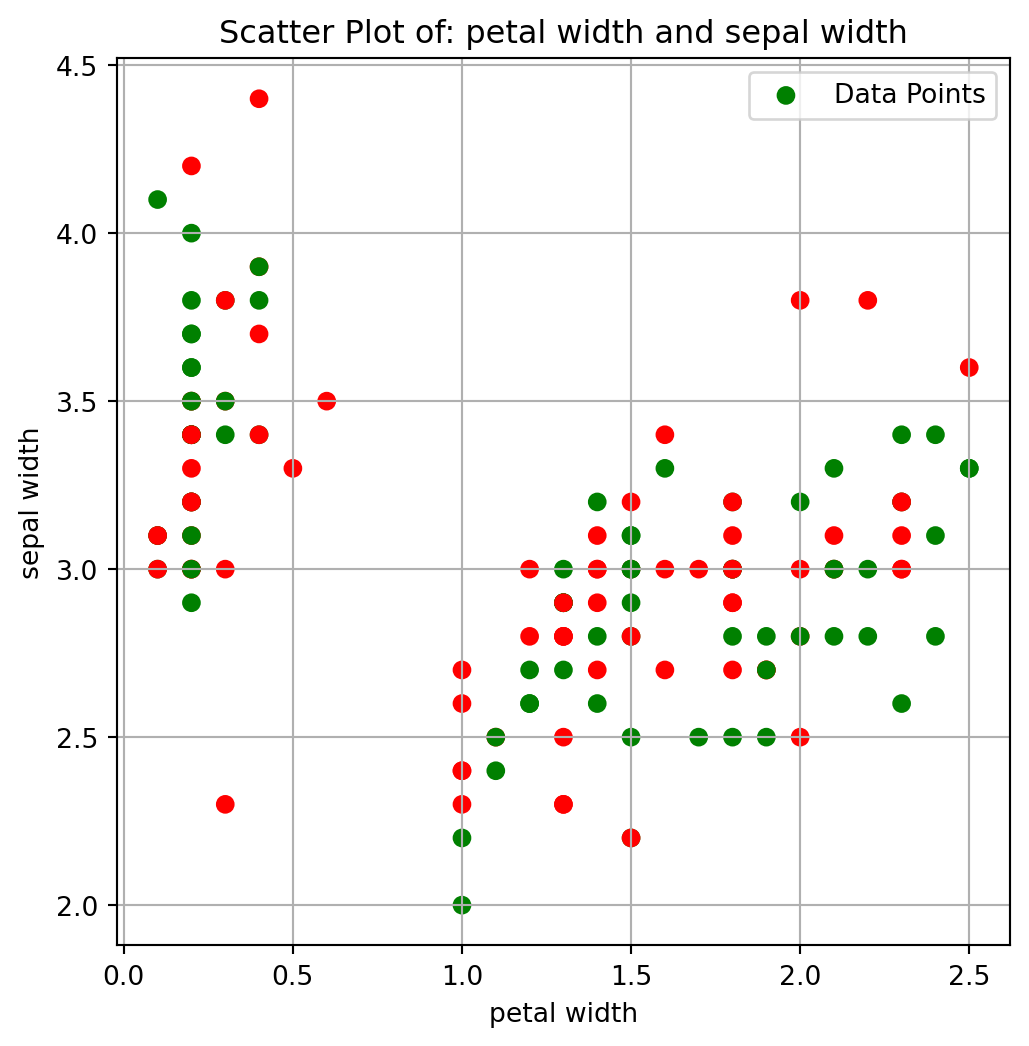 Scatter Plot of: petal width and sepal width
Data Points
4.5
4.0
3.5
3.0
2.5
2.0
sepal width
0.0 0.5 1.0 1.5 2.0 2.5
petal width